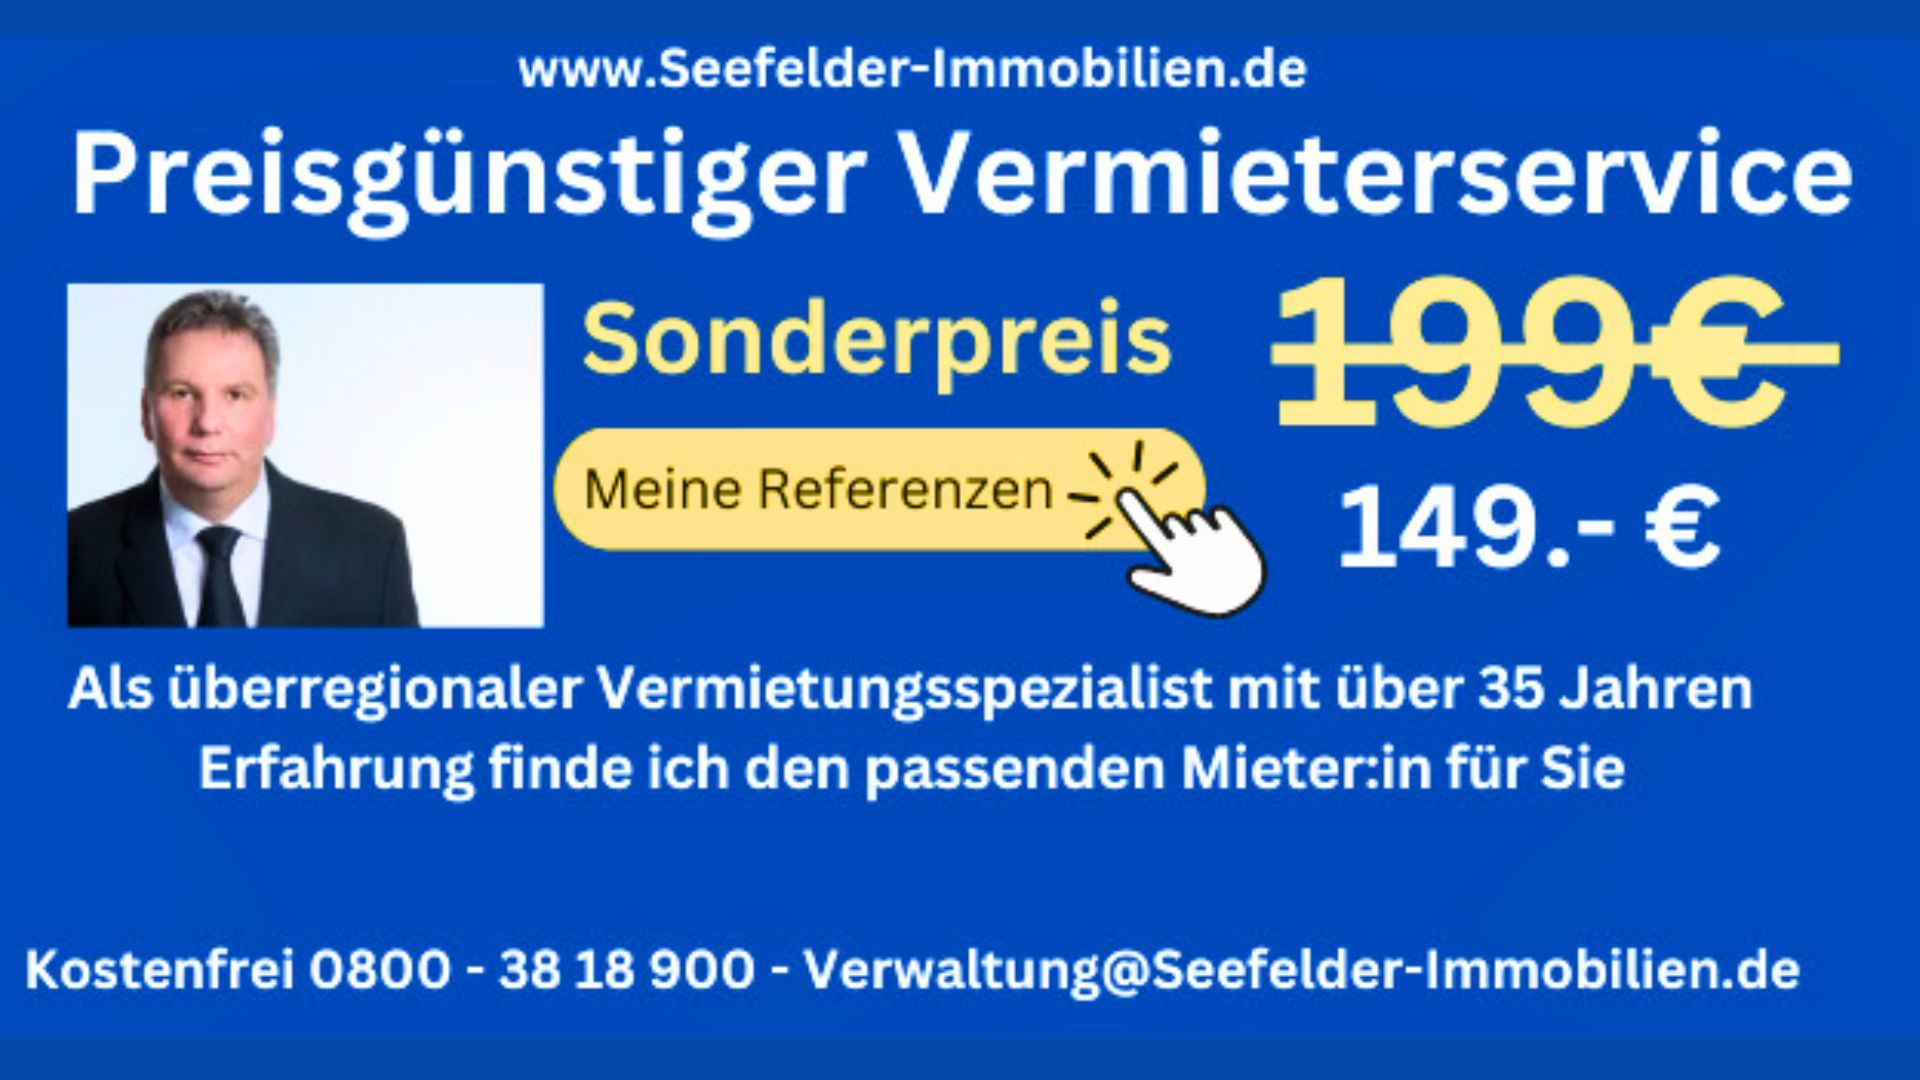 www.Seefelder-Immobilien.de
Preisgünstiger Vermieterservice
Sonderpreis
199€
Meine Referenzen
149.- €
Als überregionaler Vermietungsspezialist mit über 35 Jahren
Erfahrung finde ich den passenden Mieter:in für Sie
Kostenfrei 0800 - 38 18 900 - Verwaltung@Seefelder-Immobilien.de